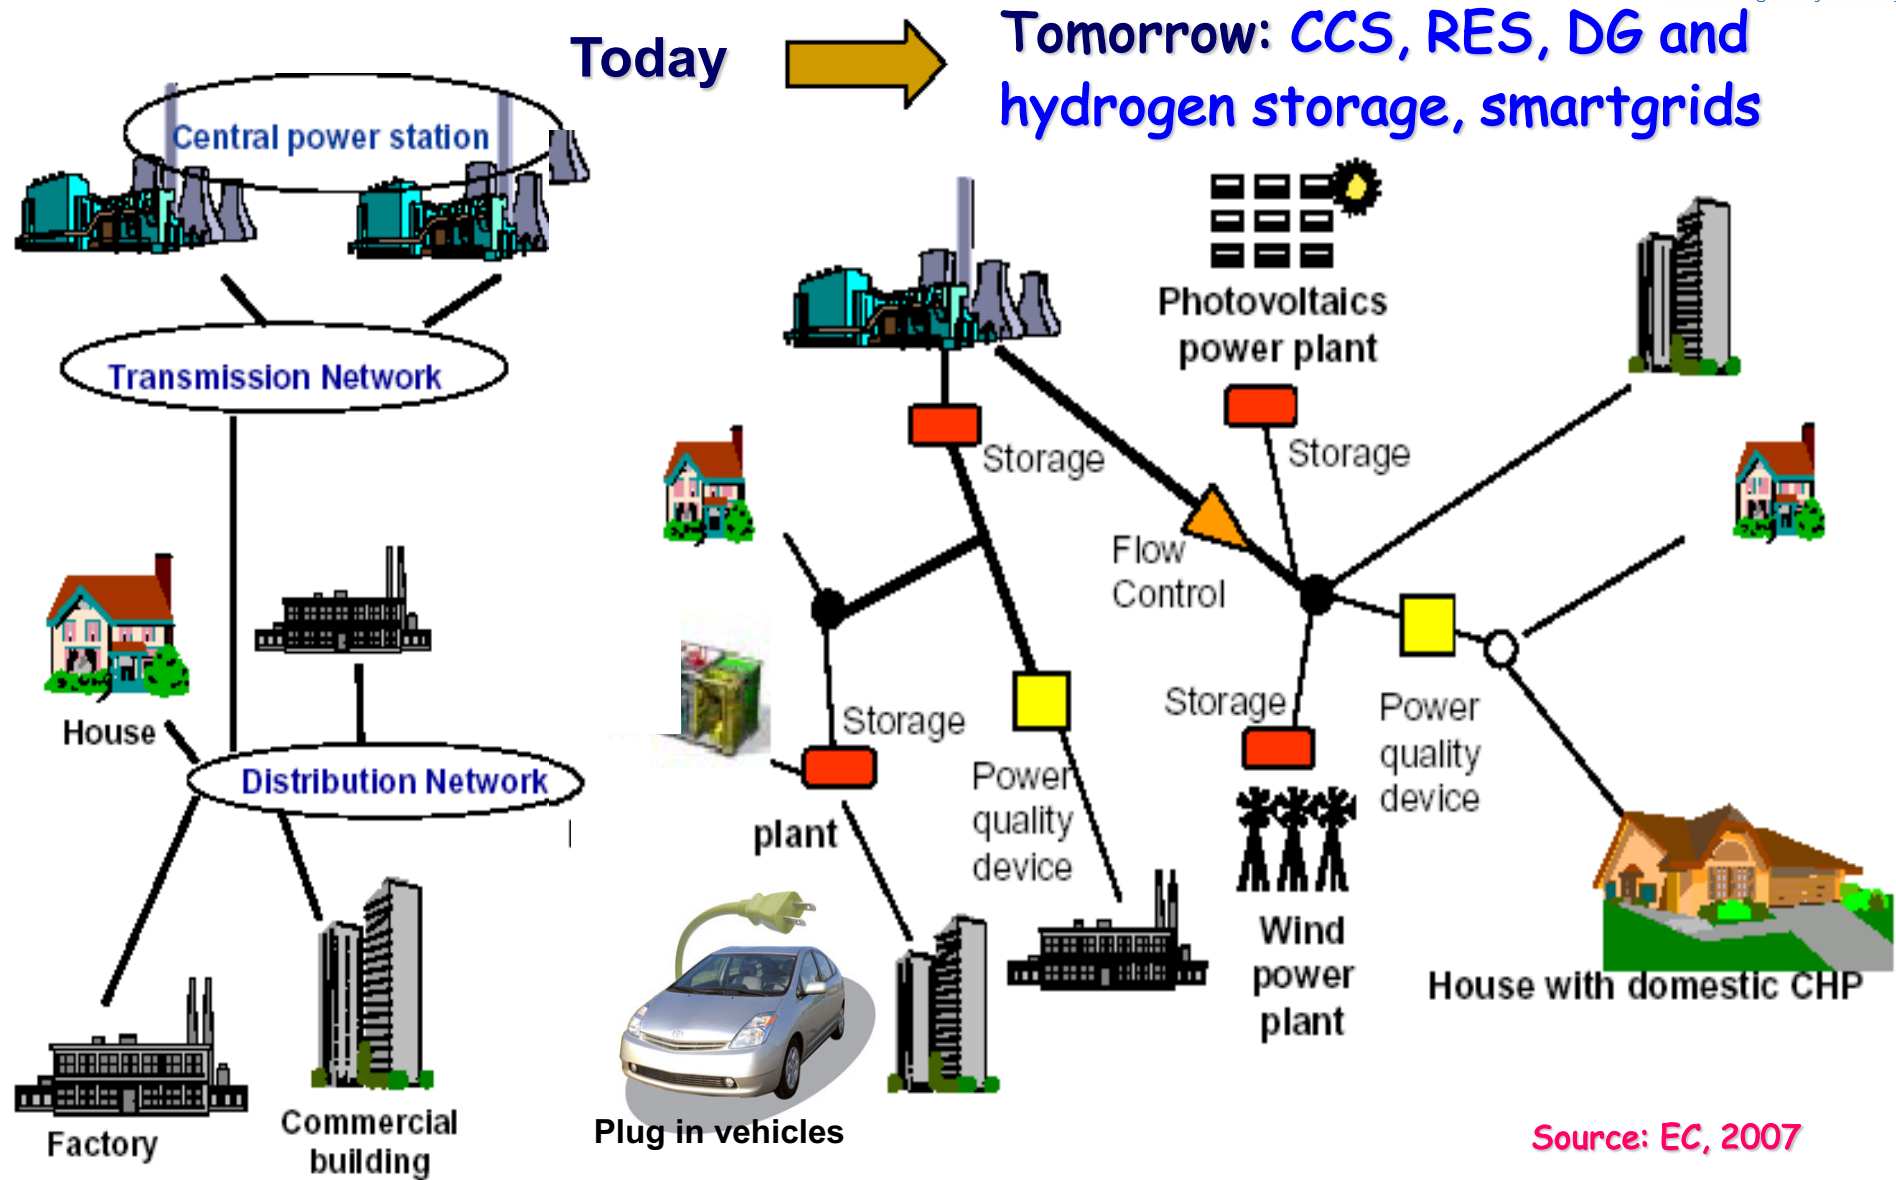 Today
Tomorrow: CCS, RES, DG and
hydrogen storage, smartgrids
Central power station
Transmission Network
House
Distribution Network
Factory
Commercial
building
Photovoltaics
power plant
Storage
Storage
Flow
Control
Storage
Storage
Power
quality
device
Power
quality
device
plant
Wind
power
plant
House with domestic CHP
Plug in vehicles
Source: EC, 2007